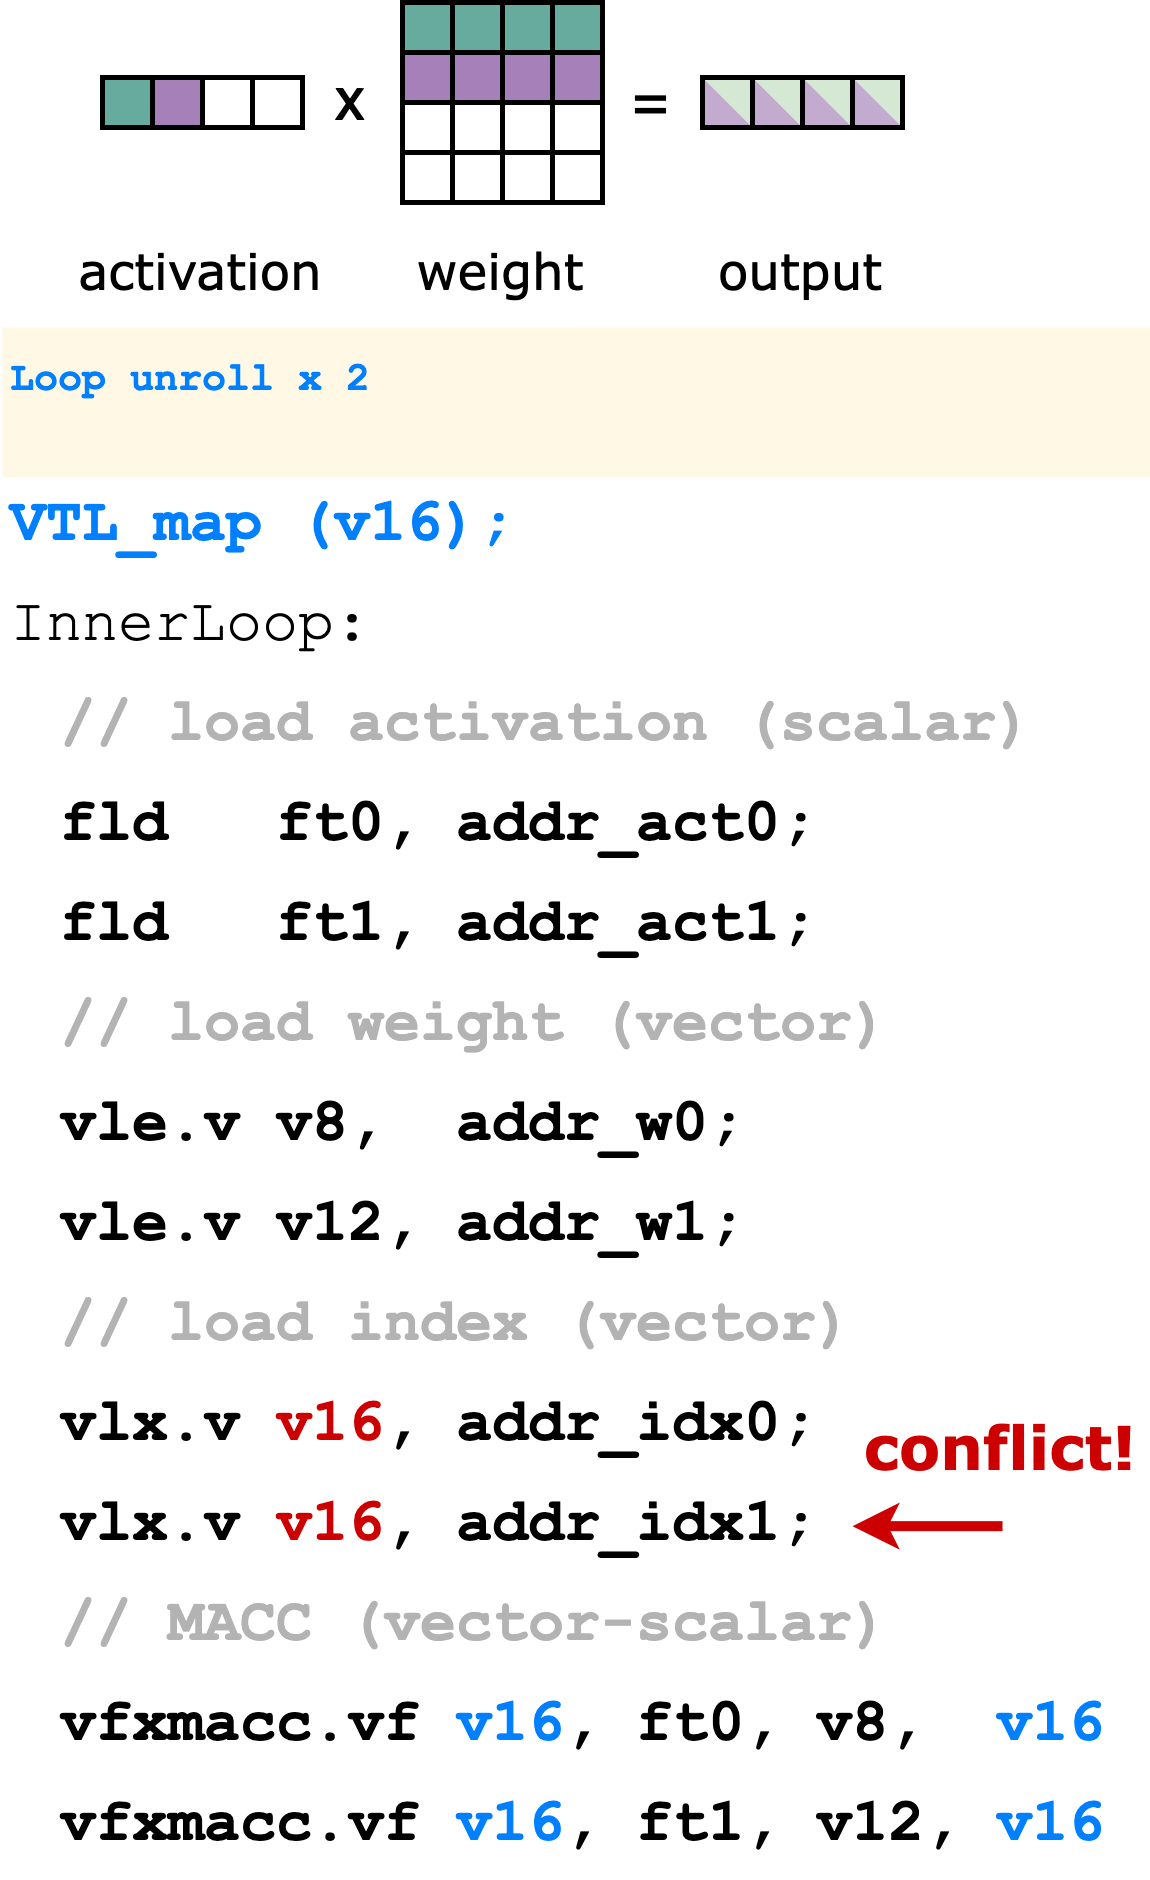 x =
activation weight output
Loop unroll x 2
VTL_map (v16);
InnerLoop:
// load activation (scalar)
fld ft0, addr_act0;
fld ft1, addr_act1;
// load weight (vector)
vle.v v8, addr_w0;
vle.v v12, addr_w1;
// load index (vector)
vlx.v v16, addr_idx0;
conflict!
vlx.v v16, addr_idx1;
// MACC (vector-scalar)
vfxmacc.vf v16, ft0, v8, v16
vfxmacc.vf v16, ft1, v12, v16